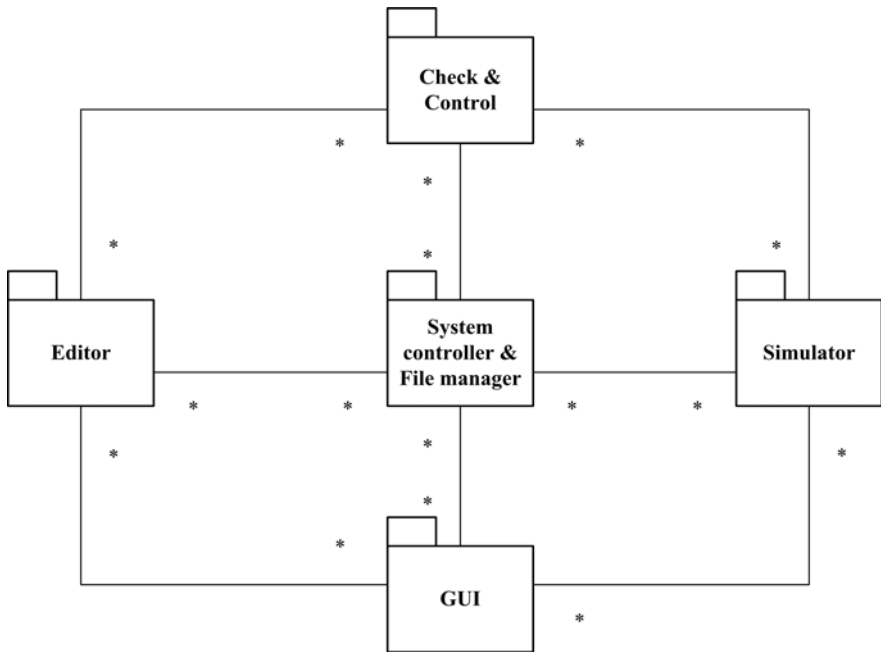 Check &
Control
*
*
*
*
*
*
Editor
System
controller &
File manager
Simulator
*
*
*
*
*
*
*
*
*
*
GUI
*